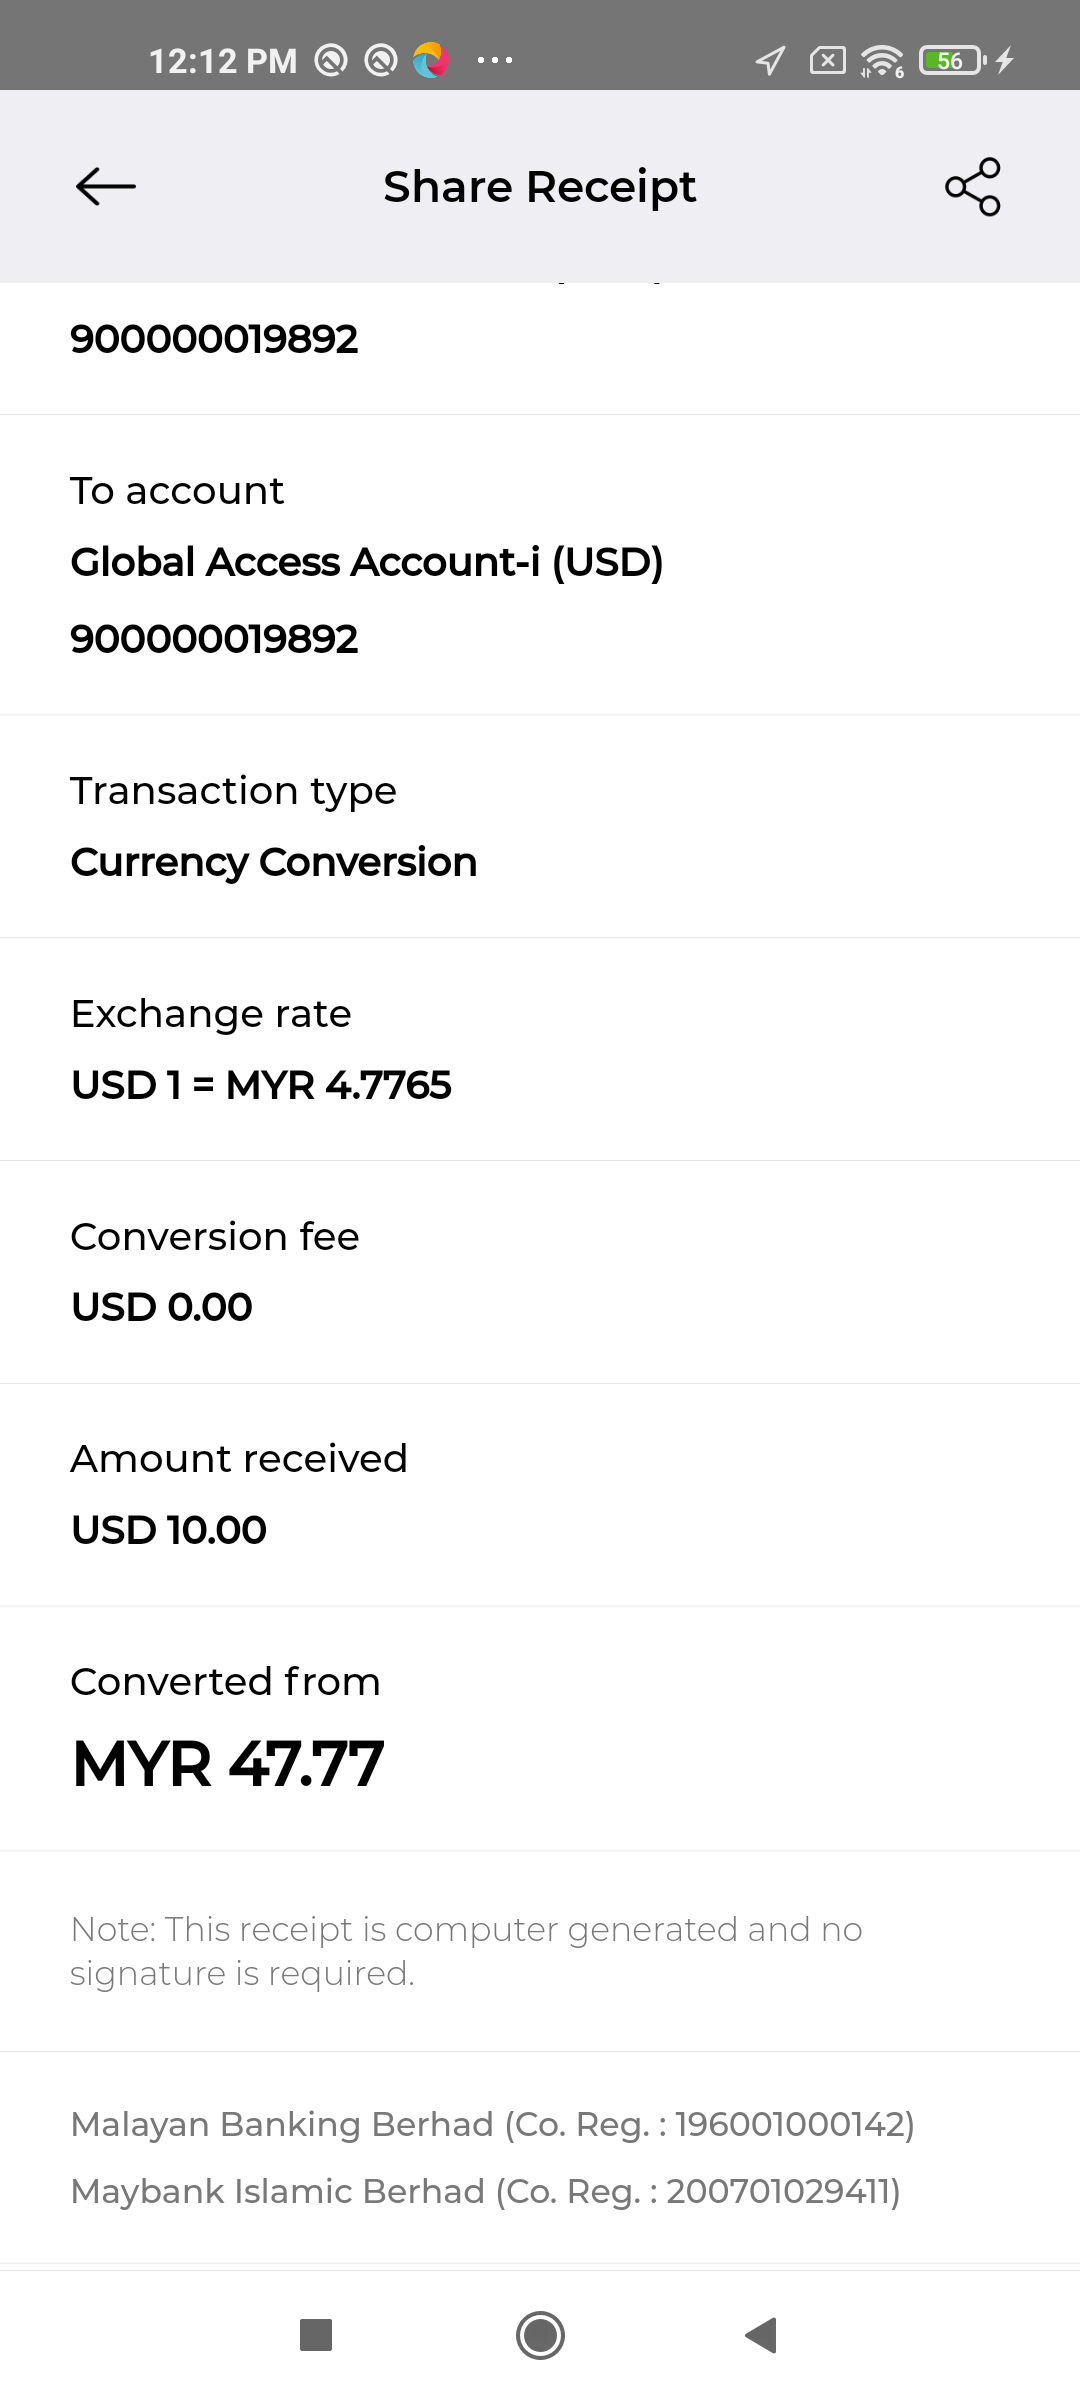 12:12 PM
6
56
Share Receipt
900000019892
To account
Global Access Account-i (USD)
900000019892
Transaction type
Currency Conversion
Exchange rate
USD 1 = MYR 4.7765
Conversion fee
USD 0.00
Amount received
USD 10.00
Converted from
MYR 47.77
Note: This receipt is computer generated and no
signature is required.
Malayan Banking Berhad (Co. Reg. : 196001000142)
Maybank Islamic Berhad (Co. Reg. : 200701029411)